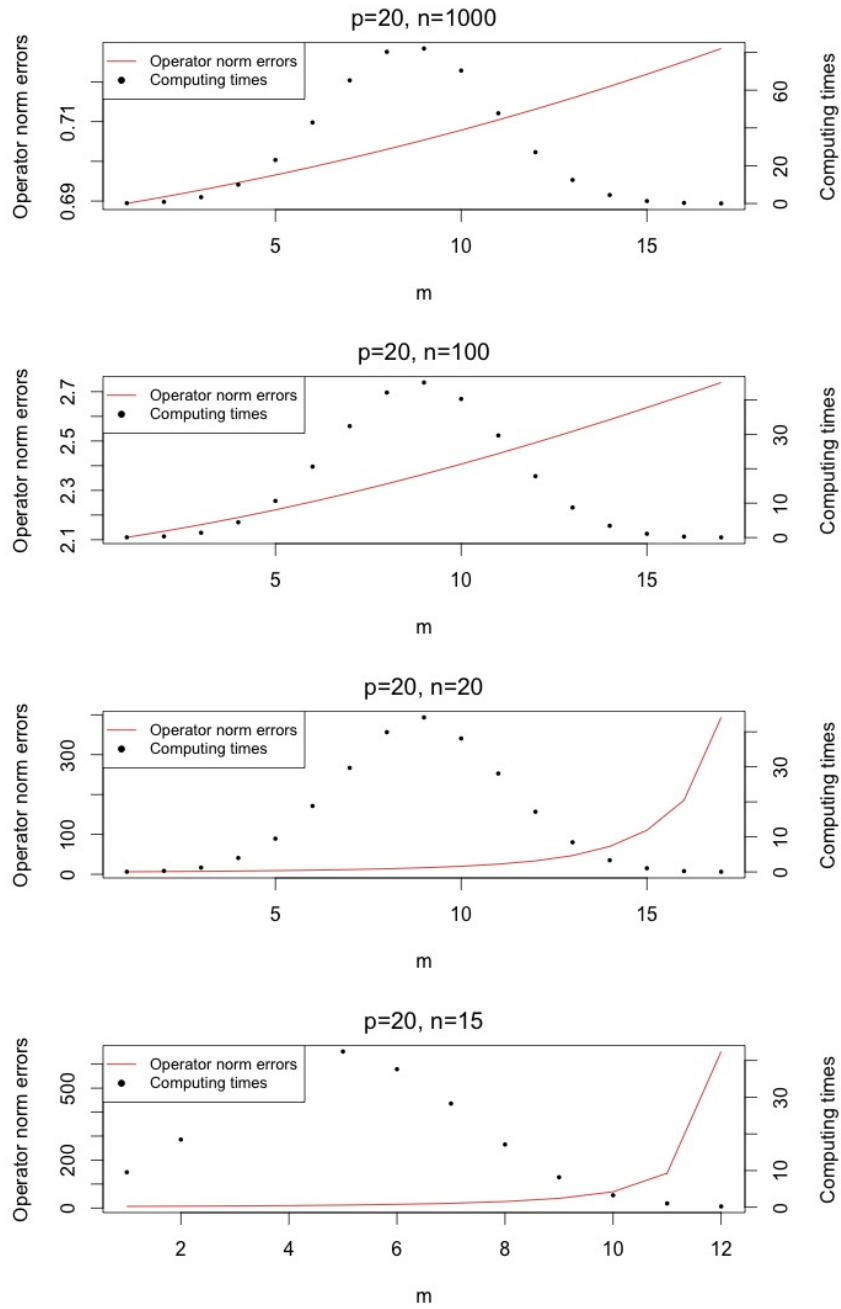 p=20, n=1000
Operator norm errors
Computing times
0.69 0.71
Operator norm errors
0 20 60
Computing times
5 10 15
m
p=20, n=100
Operator norm errors
Computing times
2.1 2.3 2.5 2.7
Operator norm errors
0 10 30
Computing times
5 10 15
m
p=20, n=20
Operator norm errors
Computing times
0 100 300
Operator norm errors
0 10 30
Computing times
5 10 15
m
p=20, n=15
Operator norm errors
Computing times
0 200 500
Operator norm errors
0 10 30
Computing times
2 4 6 8 10 12
m